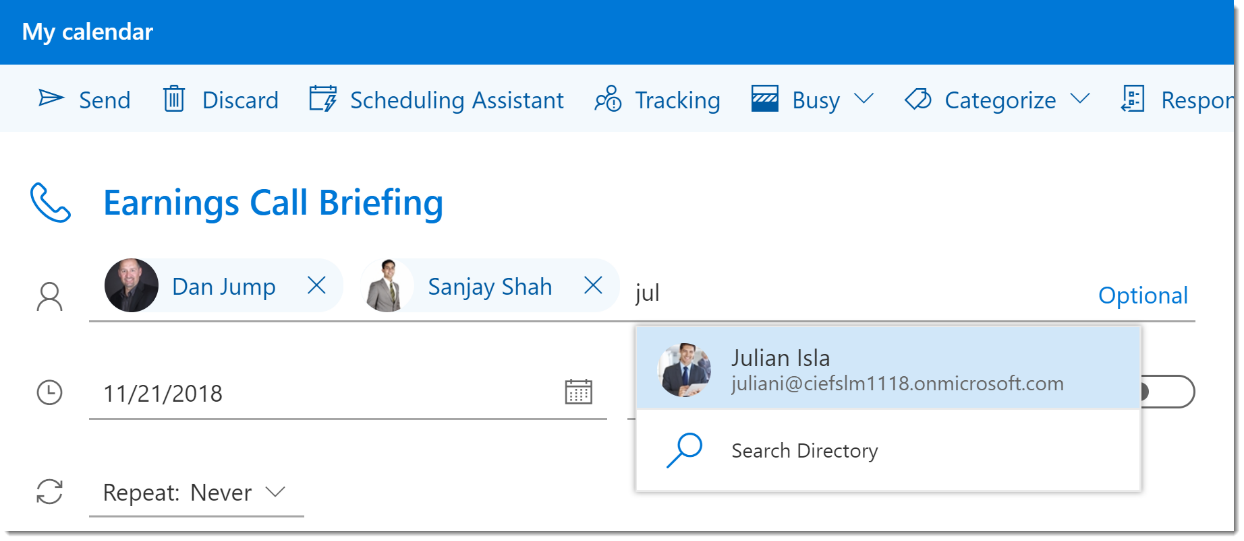 My calendar
Send Discard Scheduling Assistant Tracking Busy Categorize Respon
Earnings Call Briefing
Dan Jump Sanjay Shah jul Optional
Julian Isla
juliani@ciefslm1118.onmicrosoft.com
11/21/2018
Search Directory
Repeat: Never